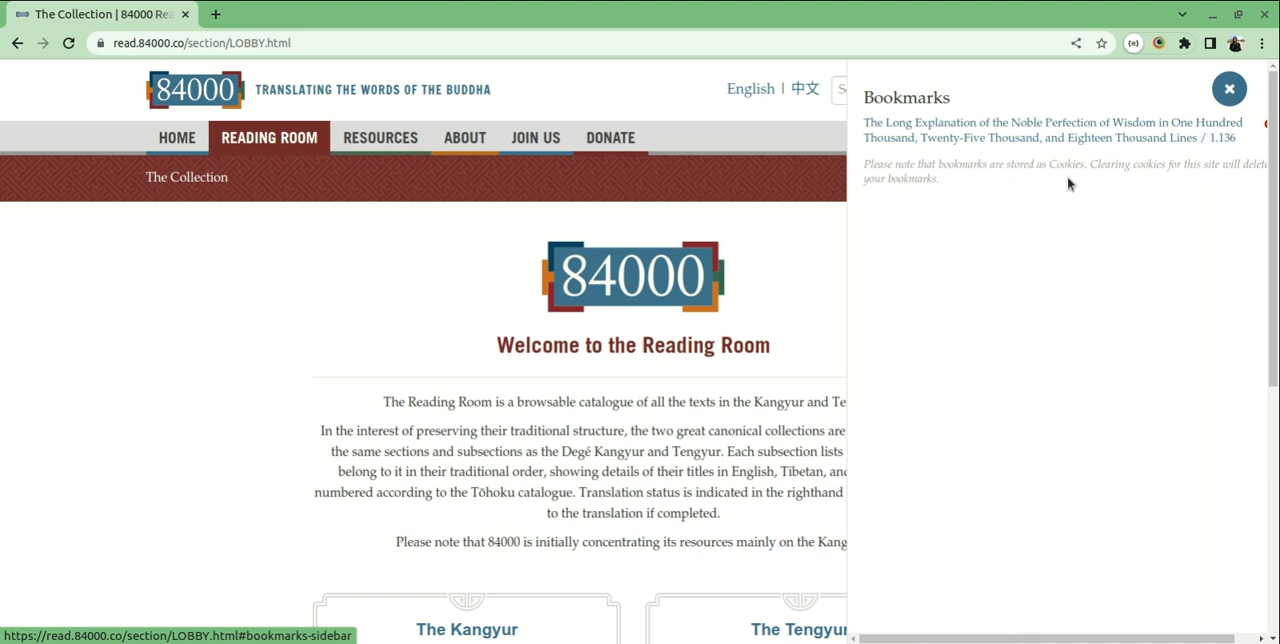 The Collection | 84000 Rea
read.84000.co/section/LOBBY.html
84000
TRANSLATING THE WORDS OF THE BUDDHA
English | 中文
S
HOME
READING ROOM
RESOURCES
ABOUT
JOIN US
DONATE
The Collection
84000
Welcome to the Reading Room
The Reading Room is a browsable catalogue of all the texts in the Kangyur and Te
In the interest of preserving their traditional structure, the two great canonical collections are
the same sections and subsections as the Degé Kangyur and Tengyur. Each subsection lists
belong to it in their traditional order, showing details of their titles in English, Tibetan, and
numbered according to the Tōhoku catalogue. Translation status is indicated in the righthand
to the translation if completed.
Please note that 84000 is initially concentrating its resources mainly on the Kang
The Kangyur
The Tengyur
Bookmarks
The Long Explanation of the Noble Perfection of Wisdom in One Hundred
Thousand, Twenty-Five Thousand, and Eighteen Thousand Lines / 1.136
Please note that bookmarks are stored as Cookies. Clearing cookies for this site will delete
your bookmarks.
https://read.84000.co/section/LOBBY.html#bookmarks-sidebar